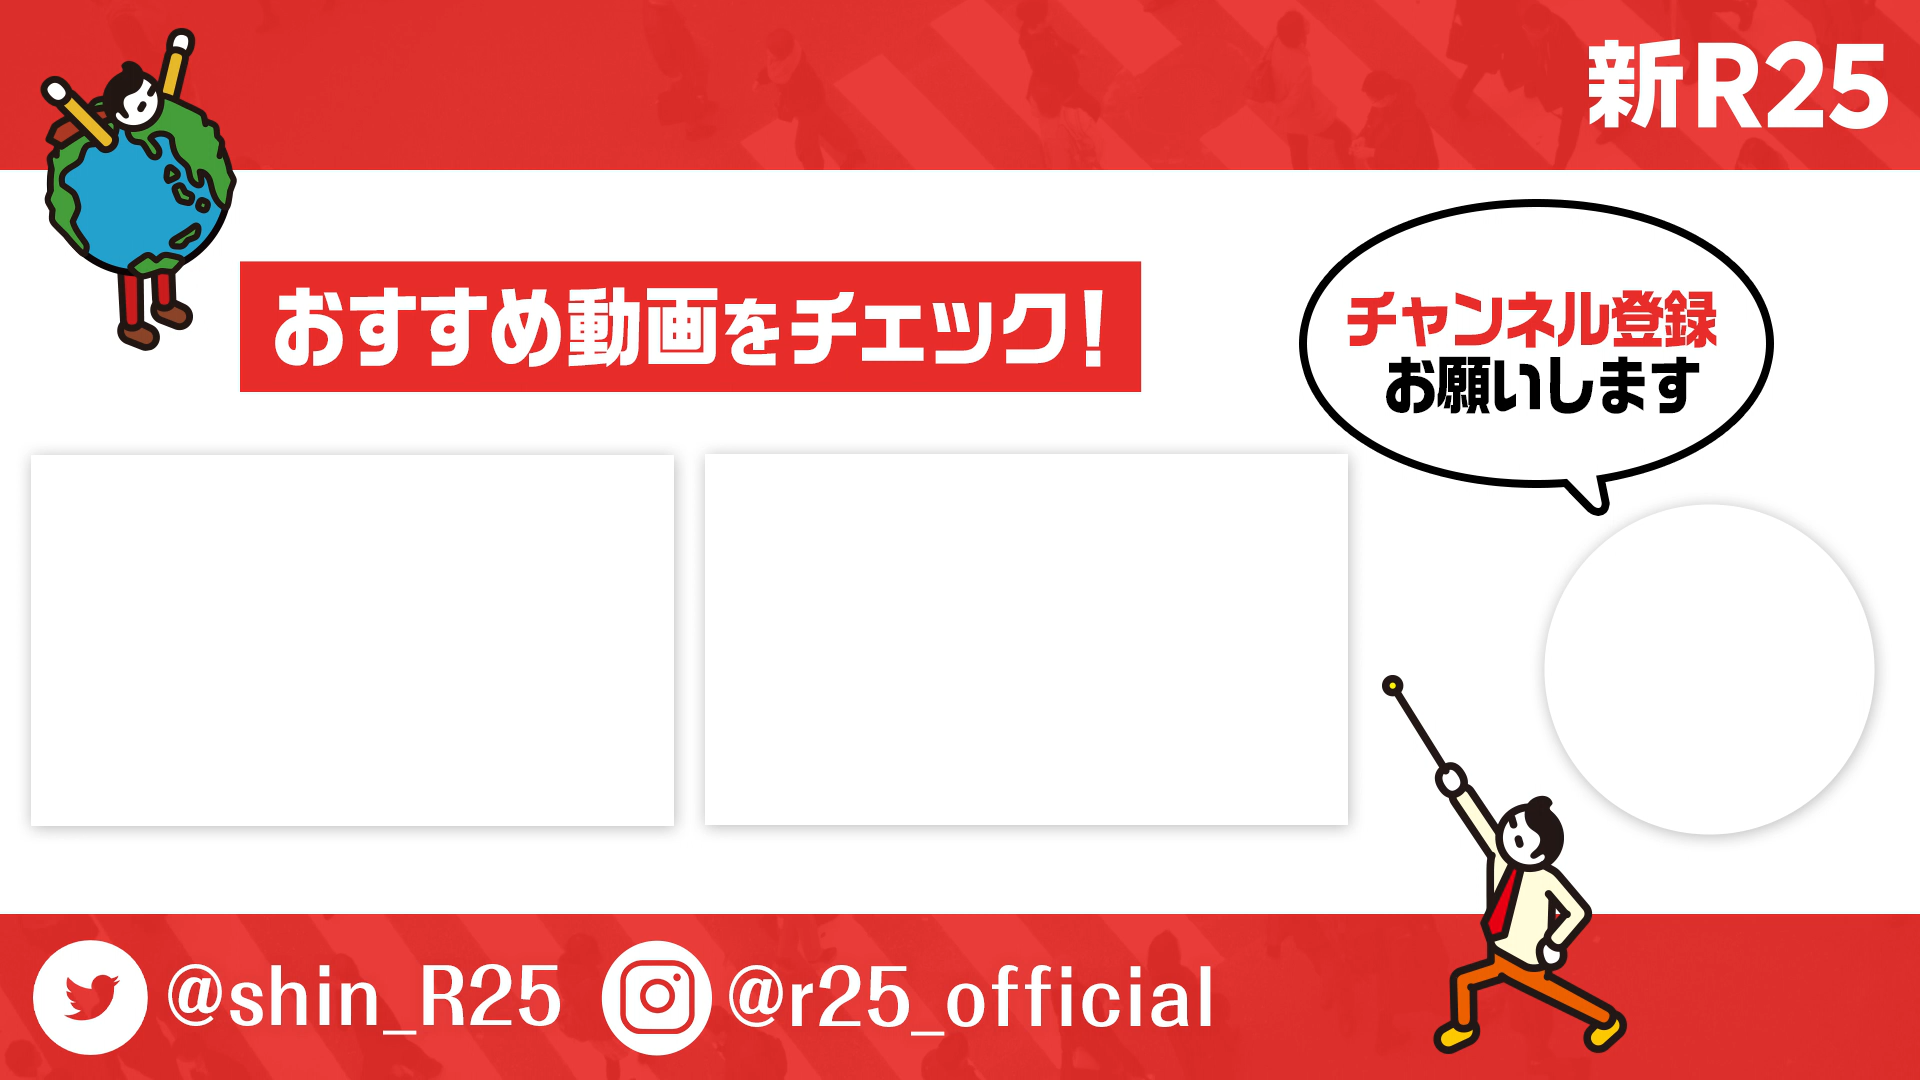 新R25
おすすめ動画をチェック!
チャンネル登録
お願いします
@shin_R25
@r25_official